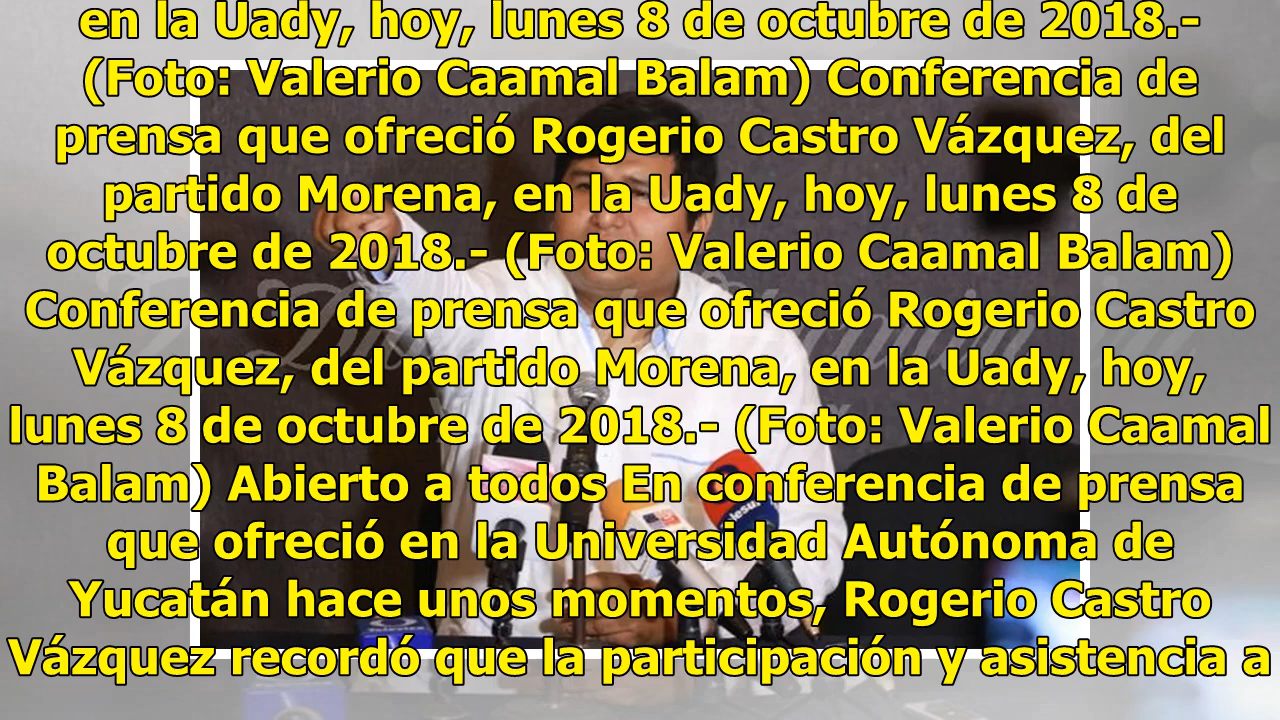 en la Uady, hoy, lunes 8 de octubre de 2018.-
(Foto: Valerio Caamal Balam) Conferencia de
prensa que ofreció Rogerio Castro Vázquez, del
partido Morena, en la Uady, hoy, lunes 8 de
octubre de 2018.- (Foto: Valerio Caamal Balam)
Conferencia de prensa que ofreció Rogerio Castro
Vázquez, del partido Morena, en la Uady, hoy,
lunes 8 de octubre de 2018.- (Foto: Valerio Caamal
Balam) Abierto a todos En conferencia de prensa
que ofreció en la Universidad Autónoma de
Yucatán hace unos momentos, Rogerio Castro
Vázquez recordó que la participación y asistencia a